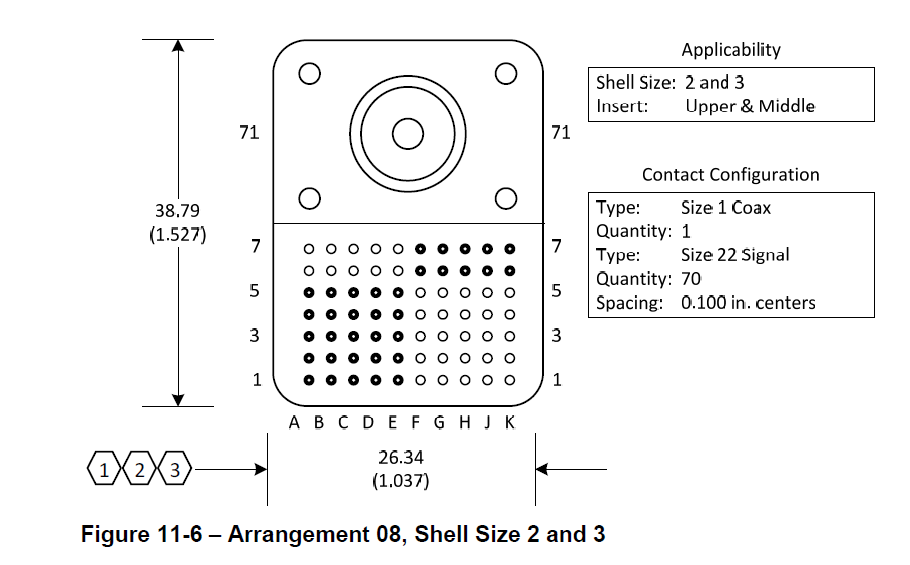 Applicability
Shell Size: 2 and 3
Insert: Upper & Middle
71 71
Contact Configuration
Type: Size 1 Coax
Quantity: 1
Type: Size 22 Signal
Quantity: 70
Spacing: 0.100 in. centers
38.79
(1.527)
7 7
5 5
3 3
1 1
A B C D E F G H J K
1 2 3
26.34
(1.037)
Figure 11-6 – Arrangement 08, Shell Size 2 and 3